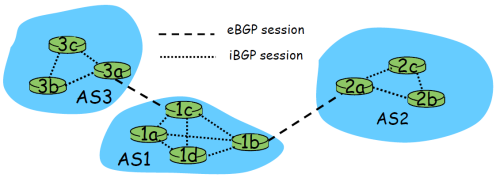 eBGP session
iBGP session
3c
3a
3b
AS3
2c
2a
2b
AS2
1c
1a
1b
1d
AS1